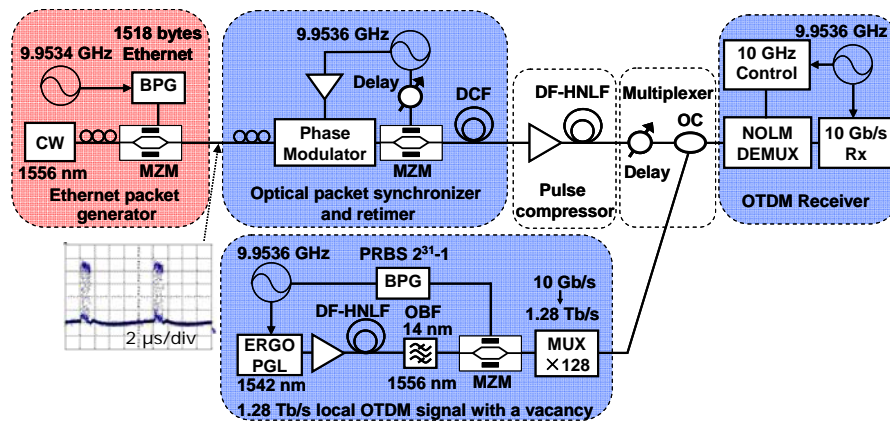 1518 bytes
Ethernet
9.9534 GHz
BPG
CW
1556 nm
MZM
Ethernet packet
generator
9.9536 GHz
Delay
Phase
Modulator
MZM
DCF
Optical packet synchronizer
and retimer
DF-HNLF
Pulse
compressor
Multiplexer
OC
Delay
9.9536 GHz
10 GHz
Control
NOLM
DEMUX
10 Gb/s
Rx
OTDM Receiver
2 µs/div
9.9536 GHz
PRBS 2³¹-1
BPG
DF-HNLF
OBF
14 nm
10 Gb/s
1.28 Tb/s
ERGO
PGL
1542 nm
1556 nm
MZM
MUX
×128
1.28 Tb/s local OTDM signal with a vacancy